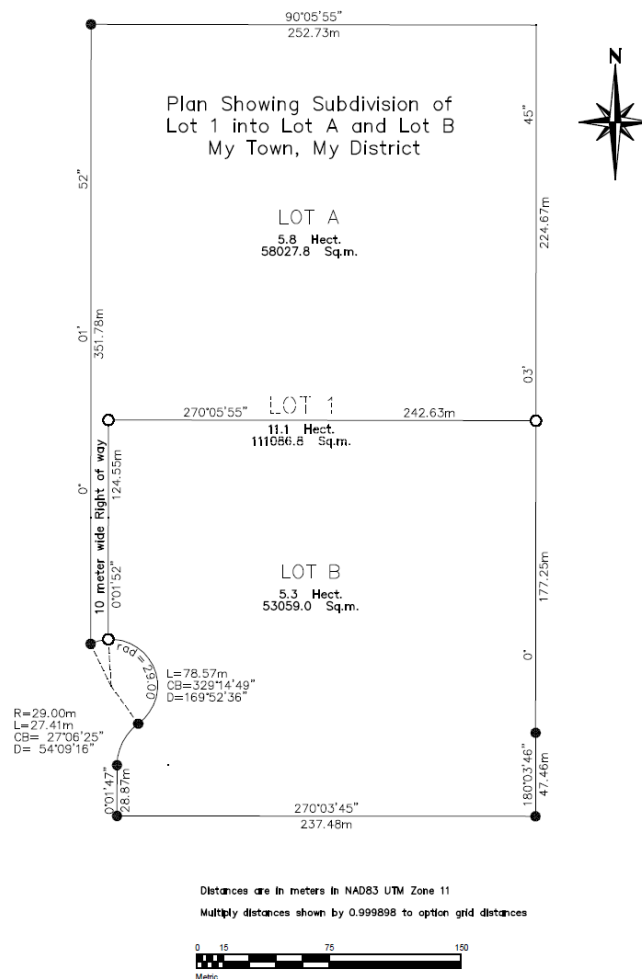 90°05'55"
252.73m
N
Plan Showing Subdivision of
Lot 1 into Lot A and Lot B
My Town, My District
45"
52"
LOT A
5.8 Hect.
58027.8 Sq.m.
224.67m
01'
351.78m
03'
270°05'55"
LOT 1
242.63m
11.1 Hect.
111086.8 Sq.m.
10 meter wide Right of way
124.55m
0°
0°01'52"
LOT B
5.3 Hect.
53059.0 Sq.m.
177.25m
0°
rad = 29.00
L=78.57m
CB=329°14'49"
D=169°52'36"
R=29.00m
L=27.41m
CB= 27°06'25"
D= 54°09'16"
0°01'47"
28.87m
180°03'46"
47.46m
270°03'45"
237.48m
Distances are in meters in NAD83 UTM Zone 11
Multiply distances shown by 0.999898 to option grid distances
0 15 75 150
Metric